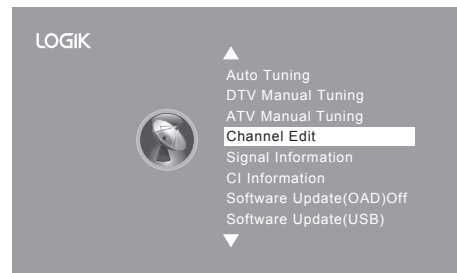 LOGIK
Auto Tuning
DTV Manual Tuning
ATV Manual Tuning
Channel Edit
Signal Information
CI Information
Software Update(OAD)Off
Software Update(USB)